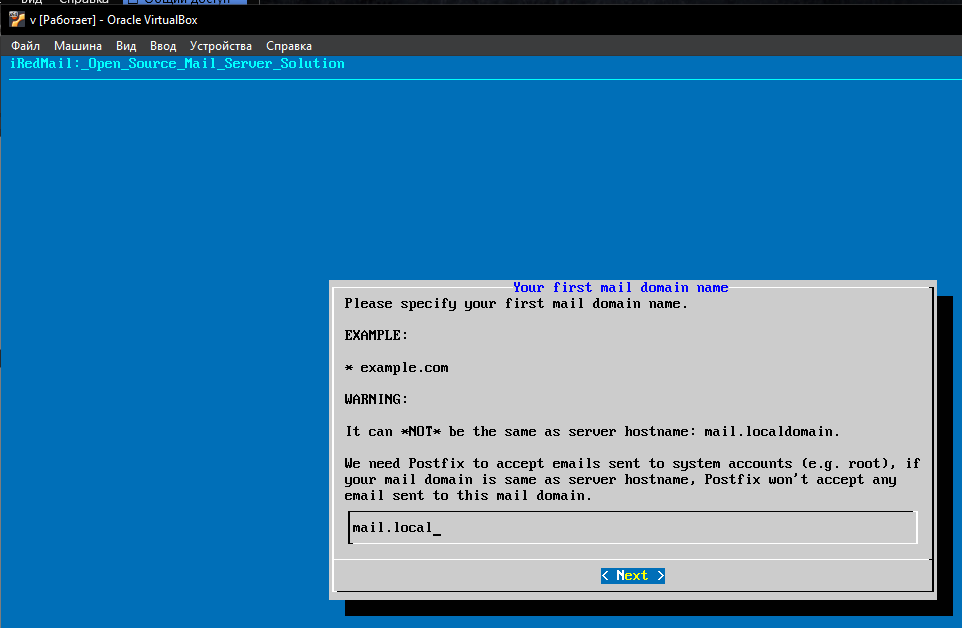 v [Работает] - Oracle VirtualBox
Файл Машина Вид Ввод Устройства Справка
iRedMail:_Open_Source_Mail_Server_Solution
Your first mail domain name
Please specify your first mail domain name.
EXAMPLE:
* example.com
WARNING:
It can *NOT* be the same as server hostname: mail.localdomain.
We need Postfix to accept emails sent to system accounts (e.g. root), if
your mail domain is same as server hostname, Postfix won't accept any
email sent to this mail domain.
mail.local_
< Next >